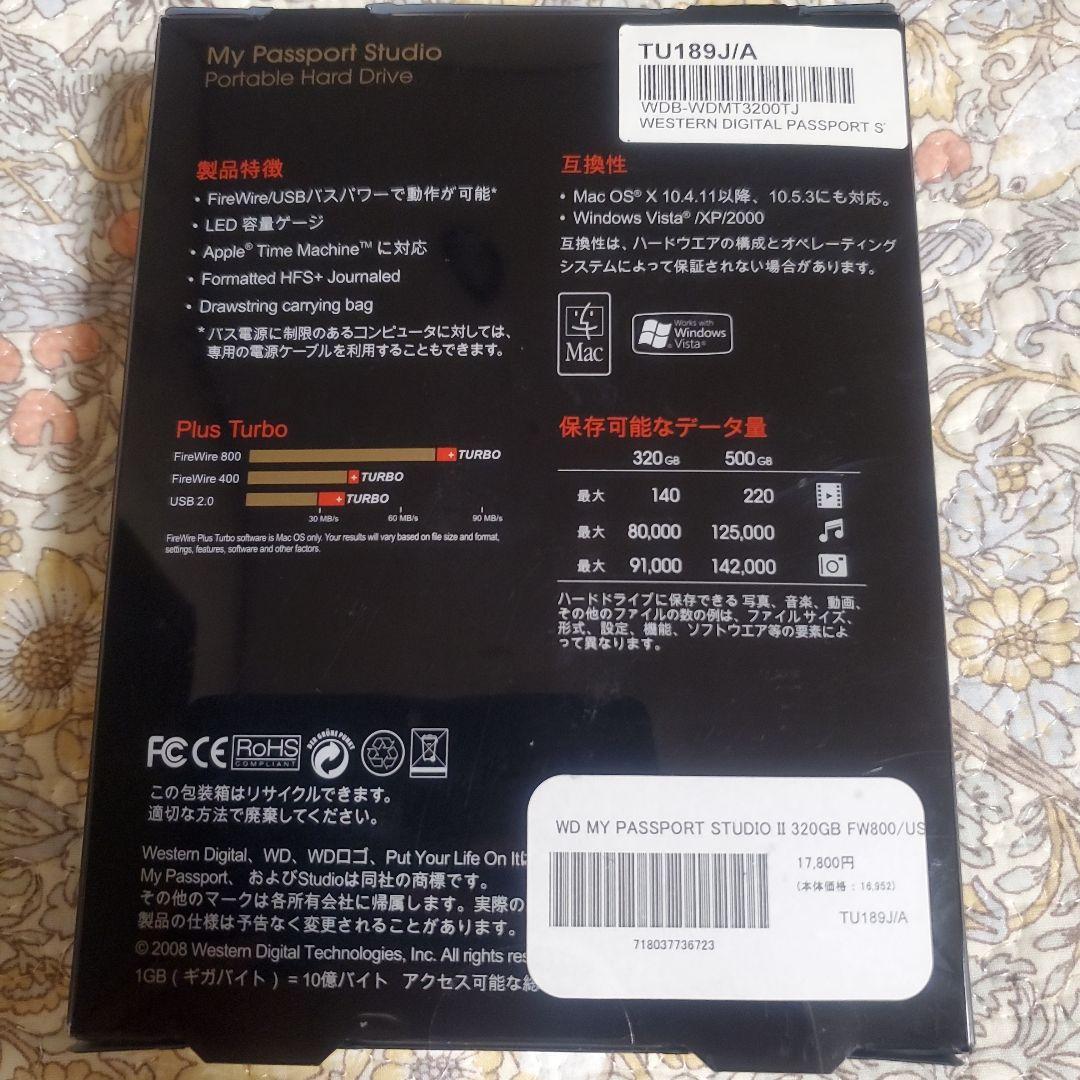 My Passport Studio
Portable Hard Drive
TU189J/A
WDB-WDMT3200TJ
WESTERN DIGITAL PASSPORT S
製品特徴
• FireWire/USBバスパワーで動作が可能*
• LED 容量ゲージ
• Apple® Time Machine™ に対応
• Formatted HFS+ Journaled
• Drawstring carrying bag
* バス電源に制限のあるコンピュータに対しては、
専用の電源ケーブルを利用することもできます。
互換性
• Mac OS® X 10.4.11以降、10.5.3にも対応。
• Windows Vista® /XP/2000
互換性は、ハードウエアの構成とオペレーティング
システムによって保証されない場合があります。
Mac
Works with
Windows
Vista®
Plus Turbo
FireWire 800 + TURBO
FireWire 400 + TURBO
USB 2.0 + TURBO
30 MB/s 60 MB/s 90 MB/s
FireWire Plus Turbo software is Mac OS only. Your results will vary based on file size and format,
settings, features, software and other factors.
保存可能なデータ量
320 GB 500 GB
最大 140 220
最大 80,000 125,000
最大 91,000 142,000
ハードドライブに保存できる 写真、音楽、動画、
その他のファイルの数の例は、ファイルサイズ、
形式、設定、機能、ソフトウエア等の要素によ
って異なります。
FC CE RoHS
COMPLIANT
DER GRÜNE PUNKT
この包装箱はリサイクルできます。
適切な方法で廃棄してください。
Western Digital、WD、WDロゴ、Put Your Life On Itは
My Passport、 およびStudioは同社の商標です。
その他のマークは各所有会社に帰属します。実際の
製品の仕様は予告なく変更されることがあります。
© 2008 Western Digital Technologies, Inc. All rights res
1GB ( ギガバイト ) = 10億バイト アクセス可能な総
WD MY PASSPORT STUDIO II 320GB FW800/US
17,800円
(本体価格 : 16,952)
TU189J/A
718037736723